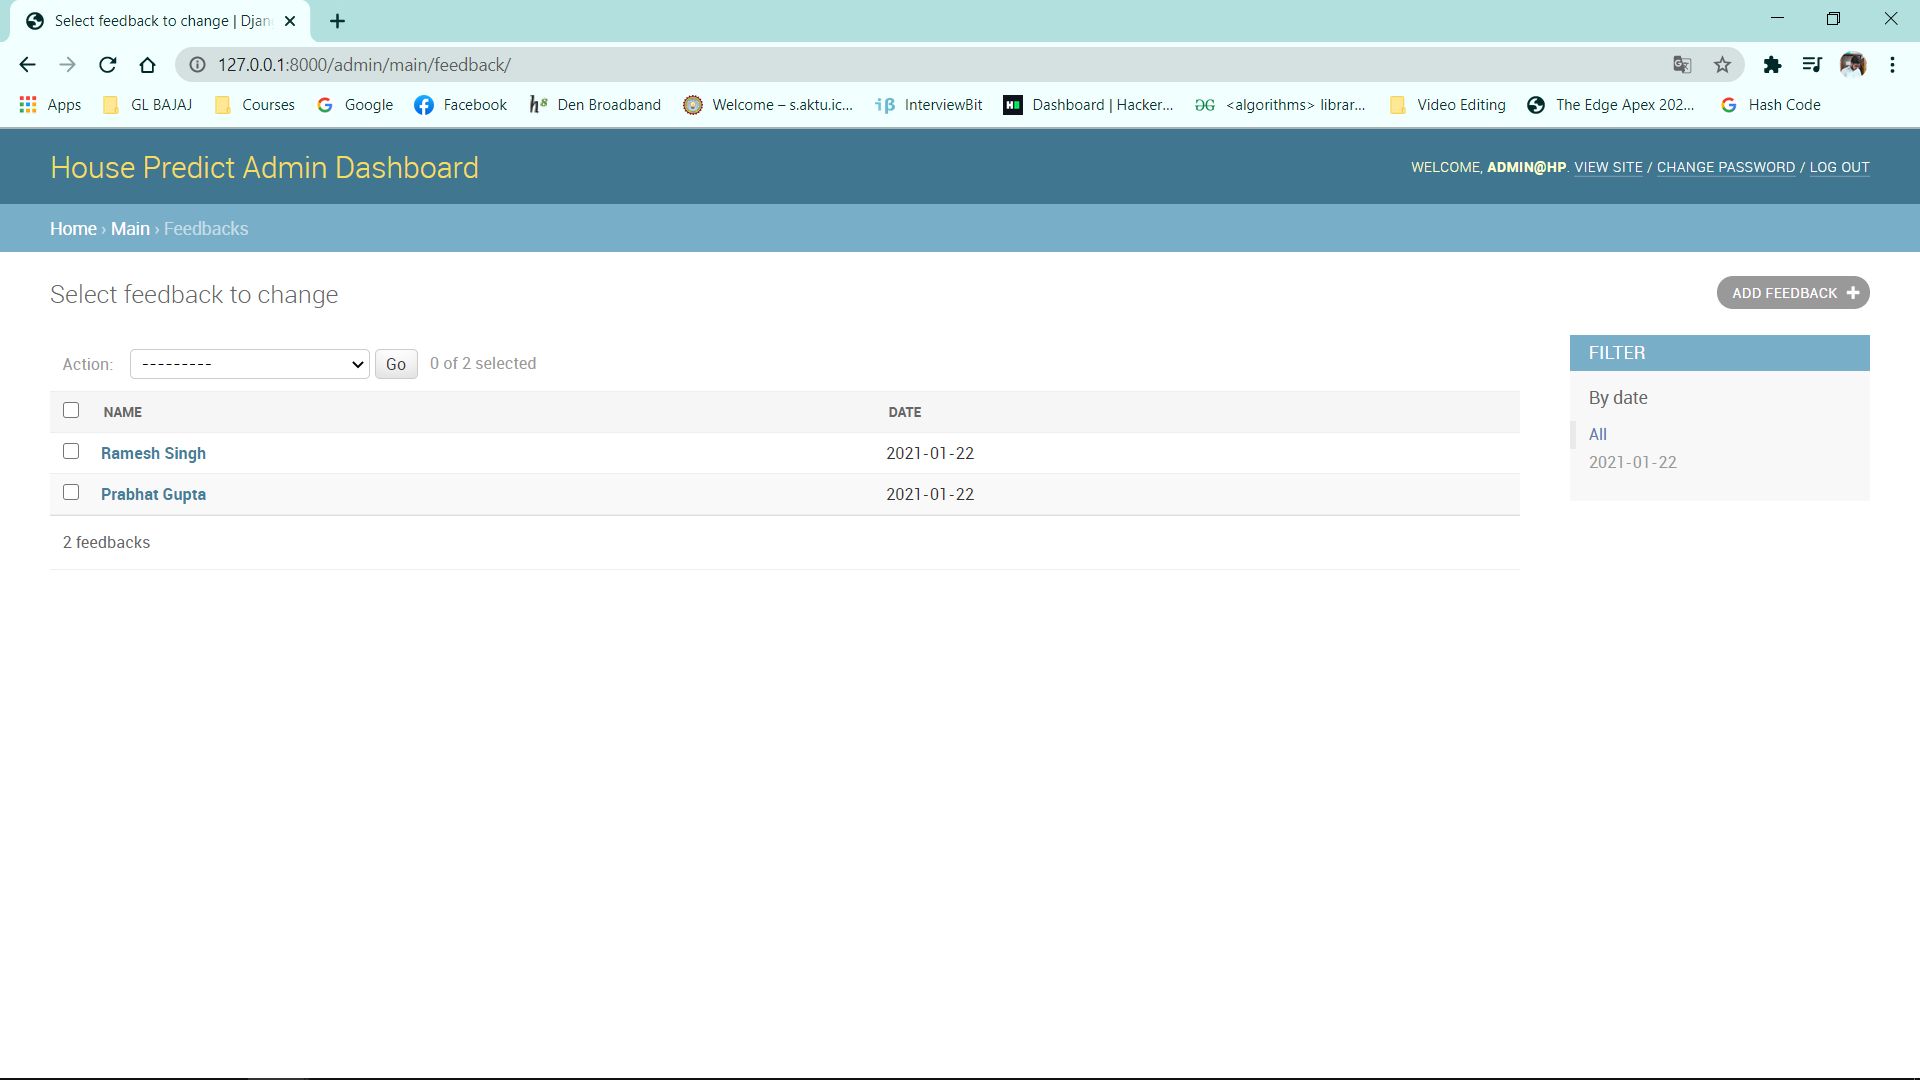 Select feedback to change | Djan
127.0.0.1:8000/admin/main/feedback/
Apps GL BAJAJ Courses Google Facebook Den Broadband Welcome – s.aktu.ic... InterviewBit Dashboard | Hacker... <algorithms> librar... Video Editing The Edge Apex 202... Hash Code
House Predict Admin Dashboard
WELCOME, ADMIN@HP. VIEW SITE / CHANGE PASSWORD / LOG OUT
Home › Main › Feedbacks
Select feedback to change
ADD FEEDBACK +
Action: --------- Go 0 of 2 selected
NAME DATE
Ramesh Singh 2021-01-22
Prabhat Gupta 2021-01-22
2 feedbacks
FILTER
By date
All
2021-01-22